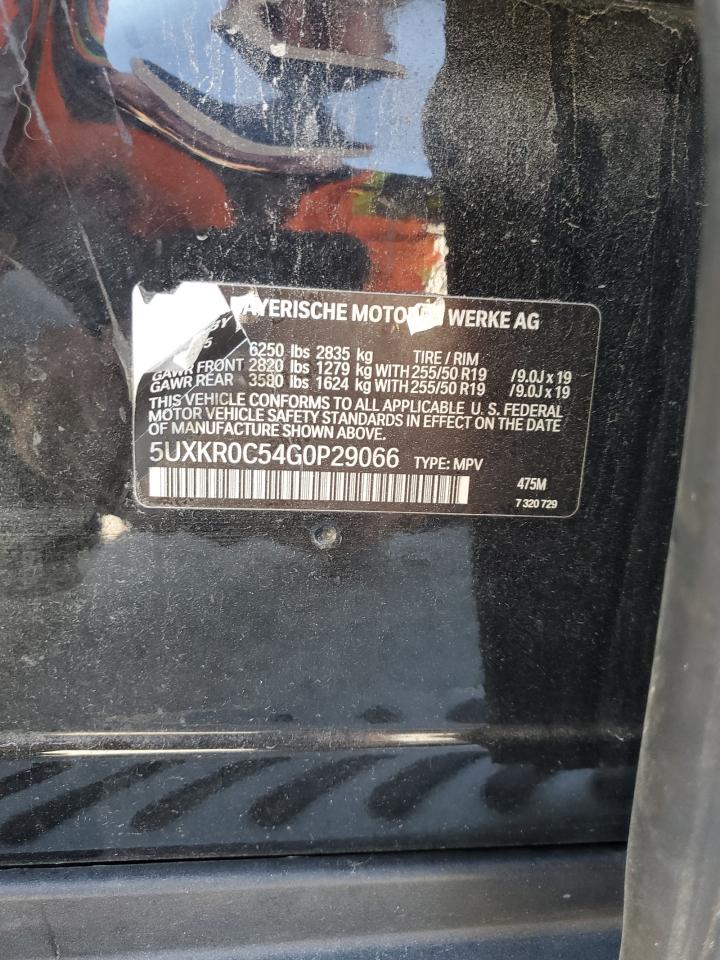 BAYERISCHE MOTOREN WERKE AG
6250 lbs 2835 kg TIRE / RIM
GAWR FRONT 2820 lbs 1279 kg WITH 255/50 R19 /9.0J x 19
GAWR REAR 3580 lbs 1624 kg WITH 255/50 R19 /9.0J x 19
THIS VEHICLE CONFORMS TO ALL APPLICABLE U.S. FEDERAL
MOTOR VEHICLE SAFETY STANDARDS IN EFFECT ON THE DATE
OF MANUFACTURE SHOWN ABOVE.
5UXKR0C54G0P29066 TYPE: MPV
475M
7 320 729